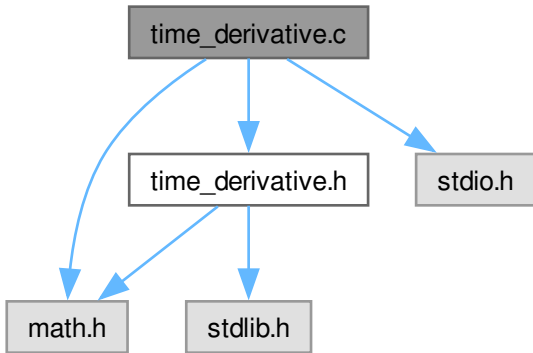 time_derivative.c
time_derivative.h
stdio.h
math.h
stdlib.h